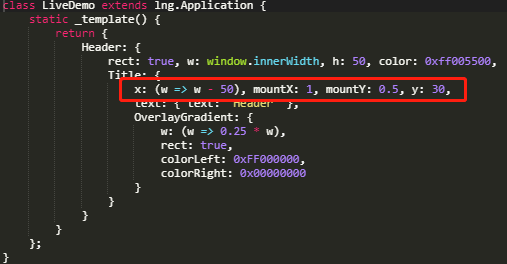 class LiveDemo extends lng.Application {
    static _template() {
        return {
            Header: {
                rect: true, w: window.innerWidth, h: 50, color: 0xff005500,
                Title: {
                    x: (w => w - 50), mountX: 1, mountY: 0.5, y: 30,
                    text: { text: 'Header' },
                    OverlayGradient: {
                        w: (w => 0.25 * w),
                        rect: true,
                        colorLeft: 0xFF000000,
                        colorRight: 0x00000000
                    }
                }
            }
        }
    };
}